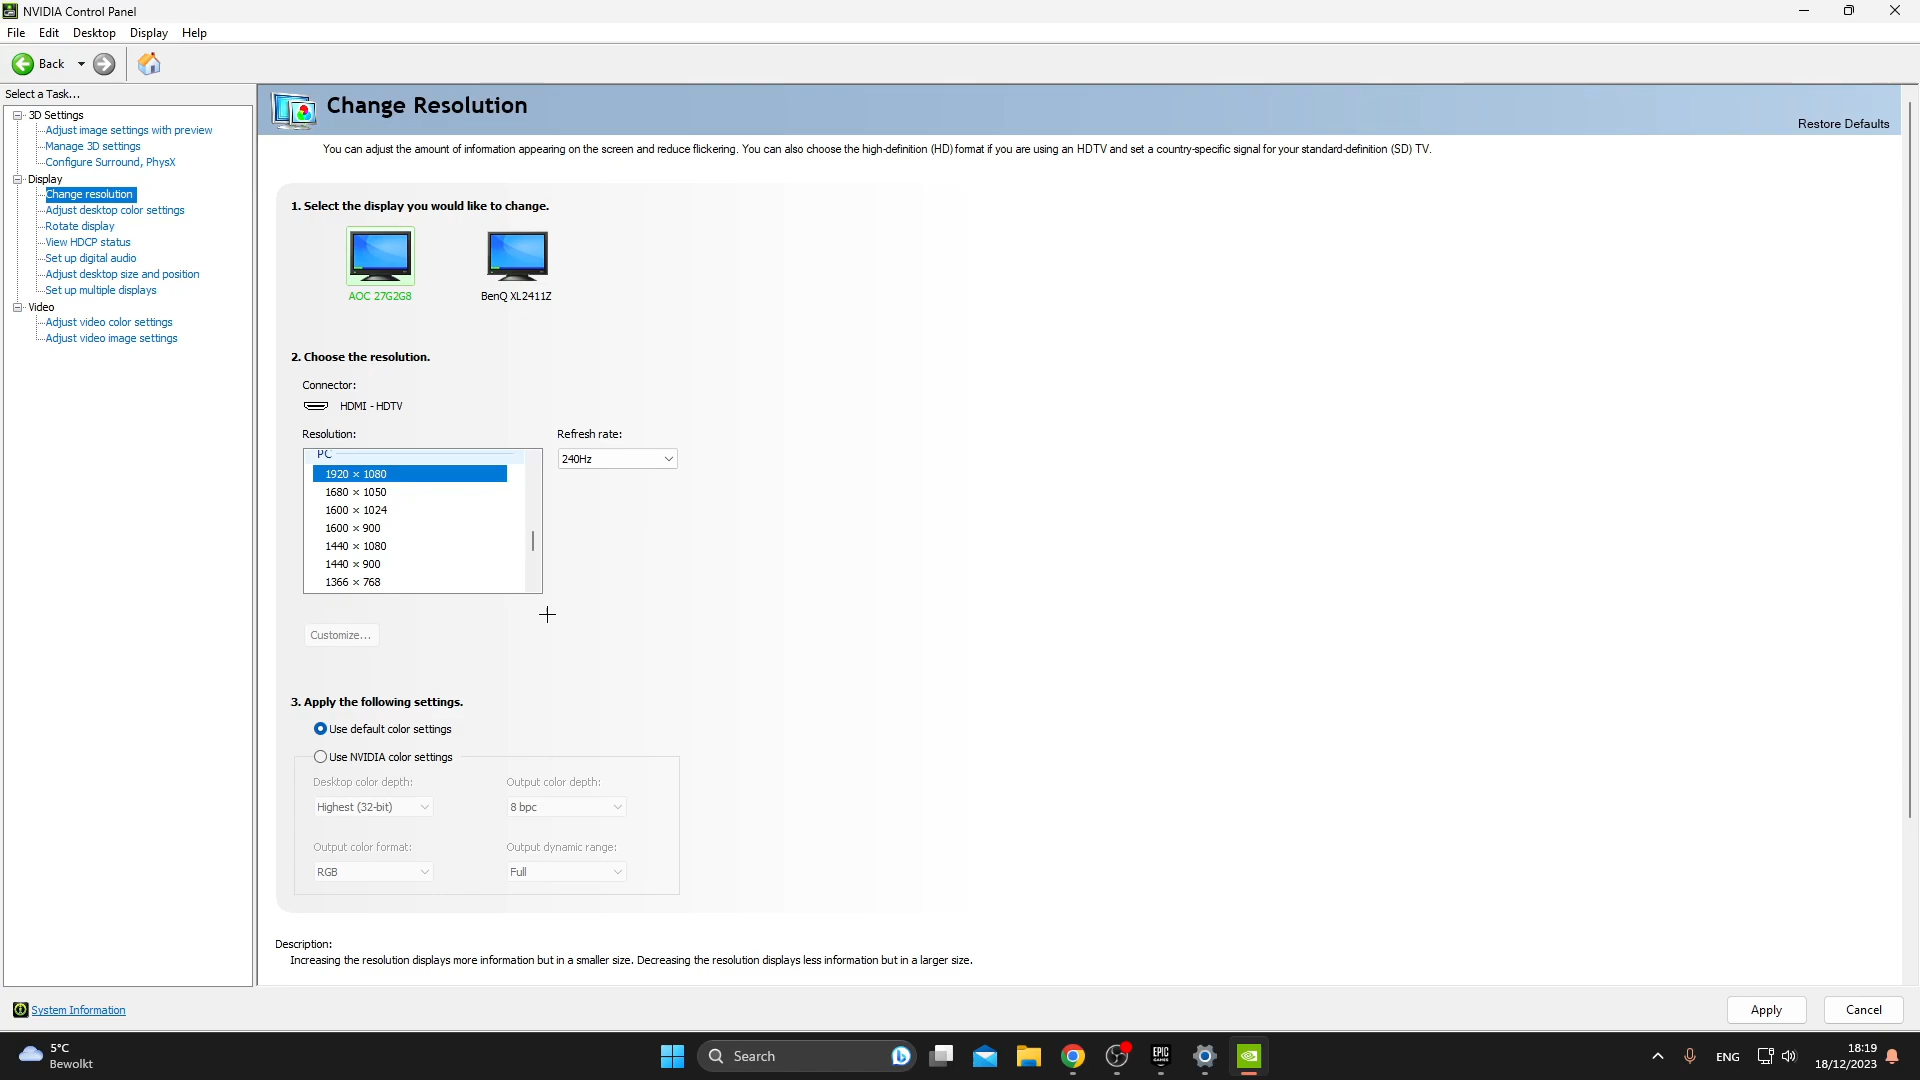 NVIDIA Control Panel
File Edit Desktop Display Help
Back
Select a Task...
3D Settings
Adjust image settings with preview
Manage 3D settings
Configure Surround, PhysX
Display
Change resolution
Adjust desktop color settings
Rotate display
View HDCP status
Set up digital audio
Adjust desktop size and position
Set up multiple displays
Video
Adjust video color settings
Adjust video image settings
Change Resolution
Restore Defaults
You can adjust the amount of information appearing on the screen and reduce flickering. You can also choose the high-definition (HD) format if you are using an HDTV and set a country-specific signal for your standard-definition (SD) TV.
1. Select the display you would like to change.
AOC 27G2G8 BenQ XL2411Z
2. Choose the resolution.
Connector:
HDMI - HDTV
Resolution: Refresh rate:
PC
240Hz
1920 × 1080
1680 × 1050
1600 × 1024
1600 × 900
1440 × 1080
1440 × 900
1366 × 768
Customize...
3. Apply the following settings.
Use default color settings
Use NVIDIA color settings
Desktop color depth: Output color depth:
Highest (32-bit) 8 bpc
Output color format: Output dynamic range:
RGB Full
Description:
Increasing the resolution displays more information but in a smaller size. Decreasing the resolution displays less information but in a larger size.
System Information
Apply Cancel
5°C
Bewolkt
Search
EPIC
GAMES
ENG
18:19
18/12/2023